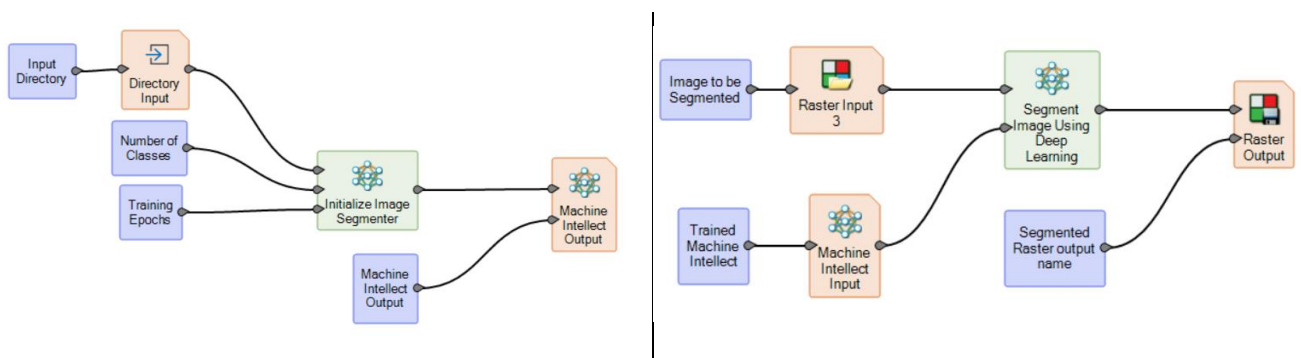 Input
Directory
Directory
Input
Number of
Classes
Training
Epochs
Initialize Image
Segmenter
Machine
Intellect
Output
Machine
Intellect
Output
Image to be
Segmented
Raster Input
3
Segment
Image Using
Deep
Learning
Raster
Output
Trained
Machine
Intellect
Machine
Intellect
Input
Segmented
Raster output
name